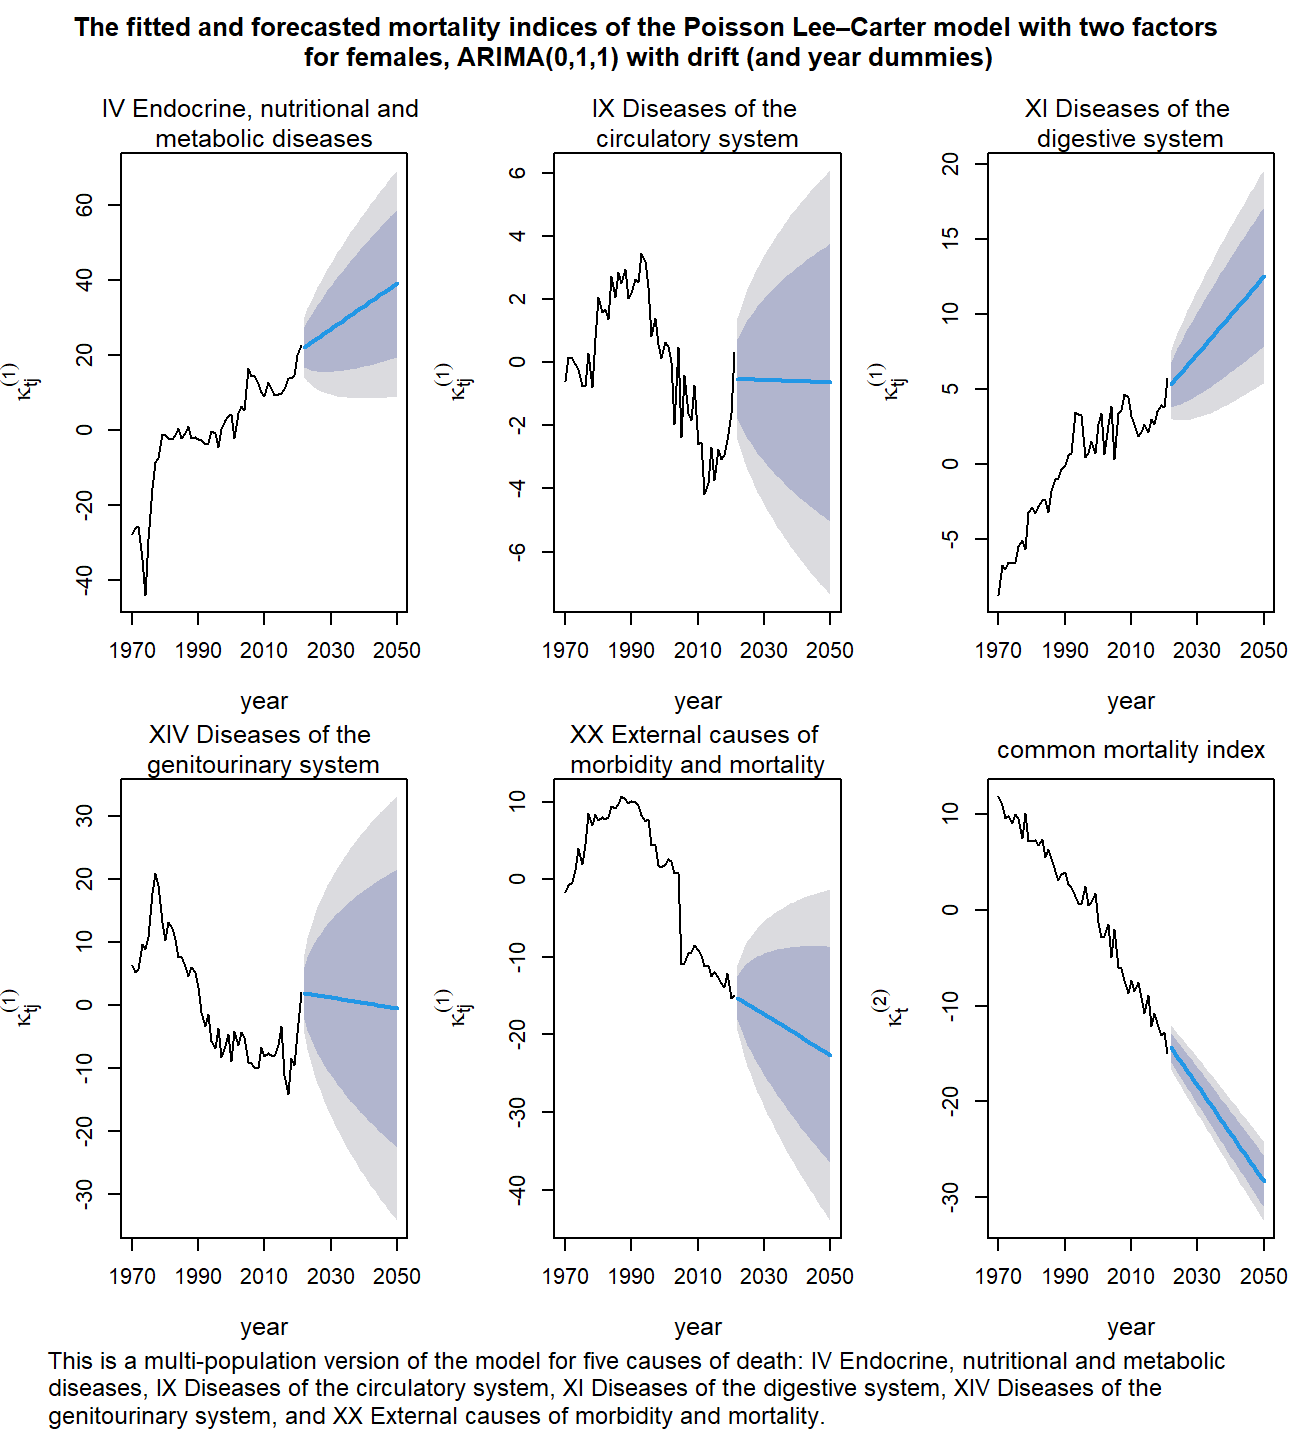 The fitted and forecasted mortality indices of the Poisson Lee–Carter model with two factors
for females, ARIMA(0,1,1) with drift (and year dummies)
IV Endocrine, nutritional and
metabolic diseases
κtj(1)
60
40
20
0
-20
-40
1970 1990 2010 2030 2050
year
IX Diseases of the
circulatory system
κtj(1)
6
4
2
0
-2
-4
-6
1970 1990 2010 2030 2050
year
XI Diseases of the
digestive system
κtj(1)
20
15
10
5
0
-5
1970 1990 2010 2030 2050
year
XIV Diseases of the
genitourinary system
κtj(1)
30
20
10
0
-10
-20
-30
1970 1990 2010 2030 2050
year
XX External causes of
morbidity and mortality
κtj(1)
10
0
-10
-20
-30
-40
1970 1990 2010 2030 2050
year
common mortality index
κt(2)
10
0
-10
-20
-30
1970 1990 2010 2030 2050
year
This is a multi-population version of the model for five causes of death: IV Endocrine, nutritional and metabolic
diseases, IX Diseases of the circulatory system, XI Diseases of the digestive system, XIV Diseases of the
genitourinary system, and XX External causes of morbidity and mortality.